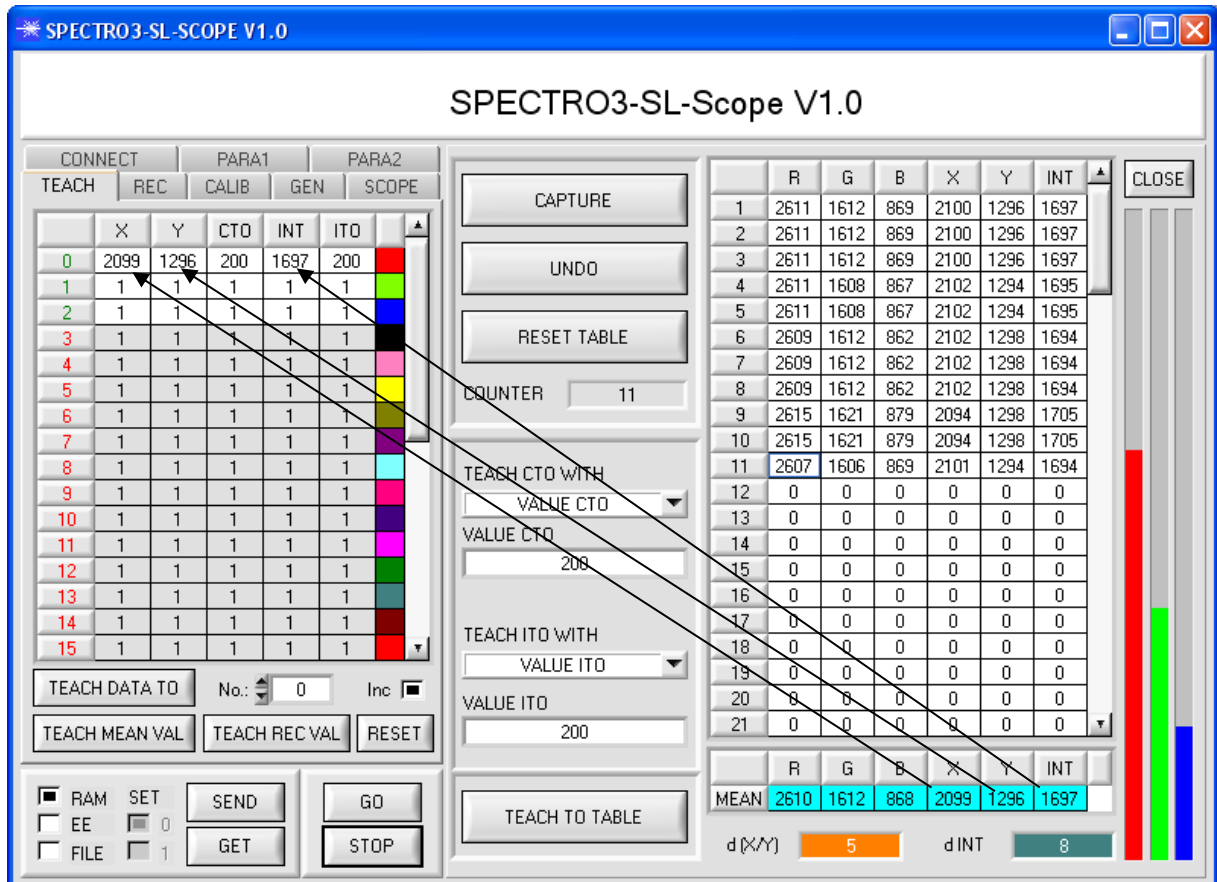 SPECTRO3-SL-SCOPE V1.0
SPECTRO3-SL-Scope V1.0
CONNECT PARA1 PARA2
TEACH REC CALIB GEN SCOPE
X Y CTO INT ITO
0 2099 1296 200 1697 200
1 1 1 1 1 1
2 1 1 1 1 1
3 1 1 1 1 1
4 1 1 1 1 1
5 1 1 1 1 1
6 1 1 1 1 1
7 1 1 1 1 1
8 1 1 1 1 1
9 1 1 1 1 1
10 1 1 1 1 1
11 1 1 1 1 1
12 1 1 1 1 1
13 1 1 1 1 1
14 1 1 1 1 1
15 1 1 1 1 1
TEACH DATA TO No.: 0 Inc
TEACH MEAN VAL TEACH REC VAL RESET
RAM SET SEND GO
EE 0
FILE 1 GET STOP
CAPTURE
UNDO
RESET TABLE
COUNTER 11
TEACH CTO WITH
VALUE CTO
VALUE CTO
200
TEACH ITO WITH
VALUE ITO
VALUE ITO
200
TEACH TO TABLE
R G B X Y INT
1 2611 1612 869 2100 1296 1697
2 2611 1612 869 2100 1296 1697
3 2611 1612 869 2100 1296 1697
4 2611 1608 867 2102 1294 1695
5 2611 1608 867 2102 1294 1695
6 2609 1612 862 2102 1298 1694
7 2609 1612 862 2102 1298 1694
8 2609 1612 862 2102 1298 1694
9 2615 1621 879 2094 1298 1705
10 2615 1621 879 2094 1298 1705
11 2607 1606 869 2101 1294 1694
12 0 0 0 0 0 0
13 0 0 0 0 0 0
14 0 0 0 0 0 0
15 0 0 0 0 0 0
16 0 0 0 0 0 0
17 0 0 0 0 0 0
18 0 0 0 0 0 0
19 0 0 0 0 0 0
20 0 0 0 0 0 0
21 0 0 0 0 0 0
R G B X Y INT
MEAN 2610 1612 868 2099 1296 1697
d (X/Y) 5 d INT 8
CLOSE